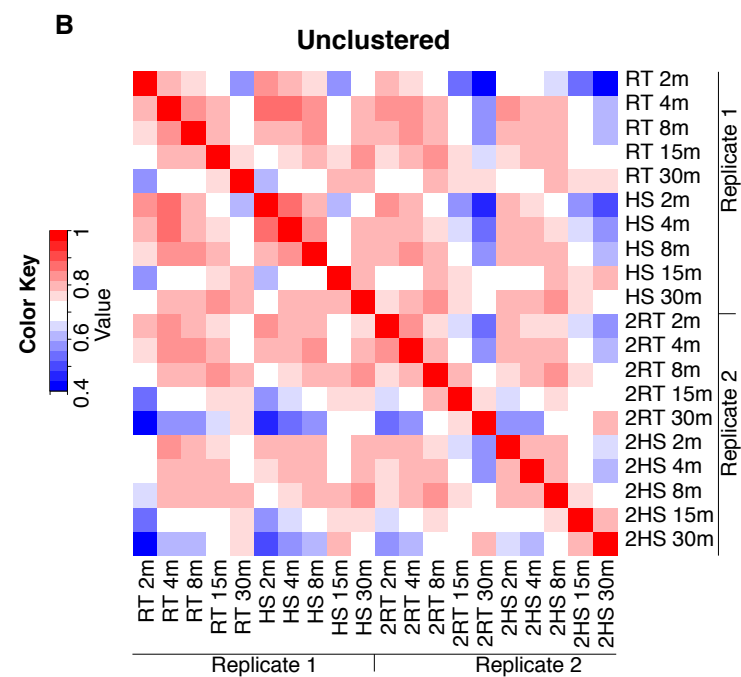 B
Unclustered
RT 2m
RT 4m
RT 8m
RT 15m
RT 30m
HS 2m
HS 4m
HS 8m
HS 15m
HS 30m
2RT 2m
2RT 4m
2RT 8m
2RT 15m
2RT 30m
2HS 2m
2HS 4m
2HS 8m
2HS 15m
2HS 30m
Replicate 1
Replicate 2
Color Key
Value
0.4
0.6
0.8
1
RT 2m
RT 4m
RT 8m
RT 15m
RT 30m
HS 2m
HS 4m
HS 8m
HS 15m
HS 30m
2RT 2m
2RT 4m
2RT 8m
2RT 15m
2RT 30m
2HS 2m
2HS 4m
2HS 8m
2HS 15m
2HS 30m
Replicate 1
Replicate 2